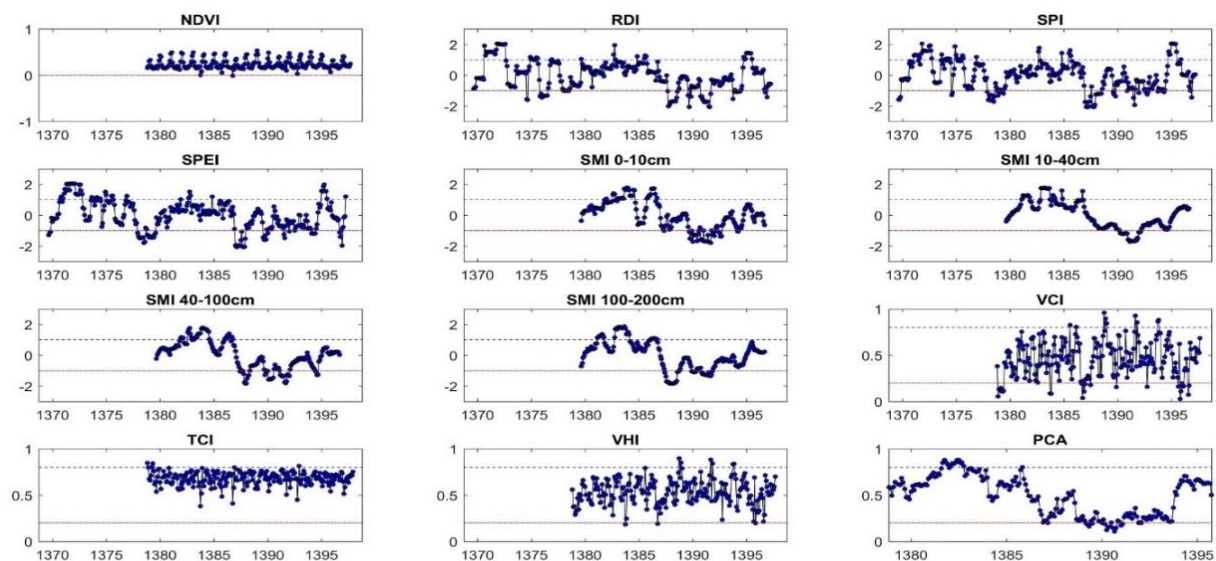 NDVI RDI SPI
1 2 2
0 0 0
-1 -2 -2
1370 1375 1380 1385 1390 1395 1370 1375 1380 1385 1390 1395 1370 1375 1380 1385 1390 1395
SPEI SMI 0-10cm SMI 10-40cm
2 2 2
0 0 0
-2 -2 -2
1370 1375 1380 1385 1390 1395 1370 1375 1380 1385 1390 1395 1370 1375 1380 1385 1390 1395
SMI 40-100cm SMI 100-200cm VCI
2 2 1
0 0 0.5
-2 -2 0
1370 1375 1380 1385 1390 1395 1370 1375 1380 1385 1390 1395 1370 1375 1380 1385 1390 1395
TCI VHI PCA
1 1 1
0.5 0.5 0.5
0 0 0
1370 1375 1380 1385 1390 1395 1370 1375 1380 1385 1390 1395 1380 1385 1390 1395